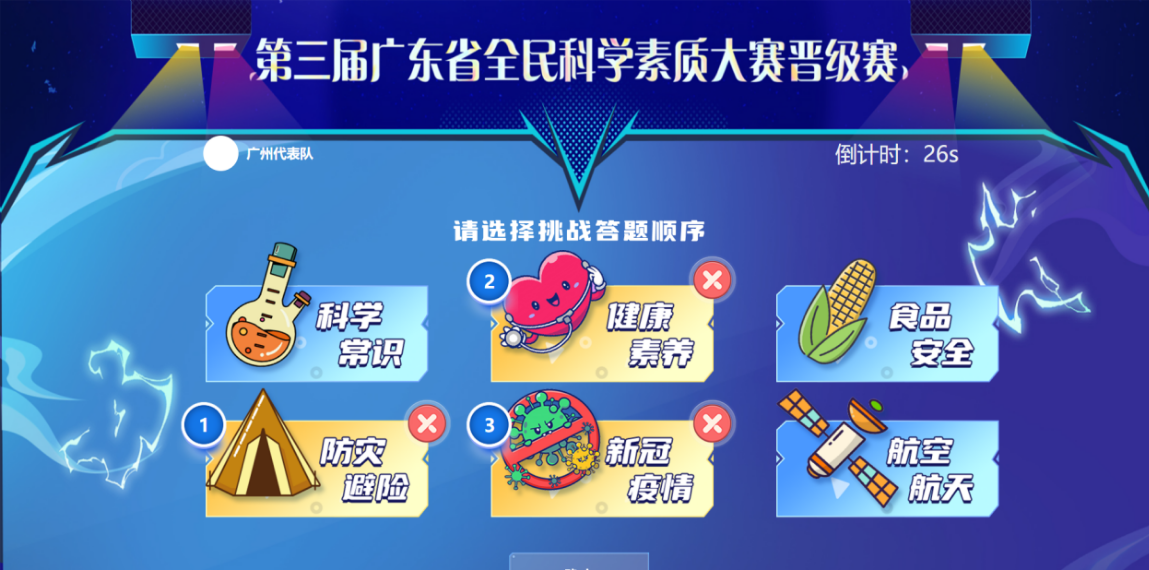 第三届广东省全民科学素质大赛晋级赛
广州代表队
倒计时：26s
请选择挑战答题顺序
科学
常识
2
健康
素养
食品
安全
1
防灾
避险
3
新冠
疫情
航空
航天